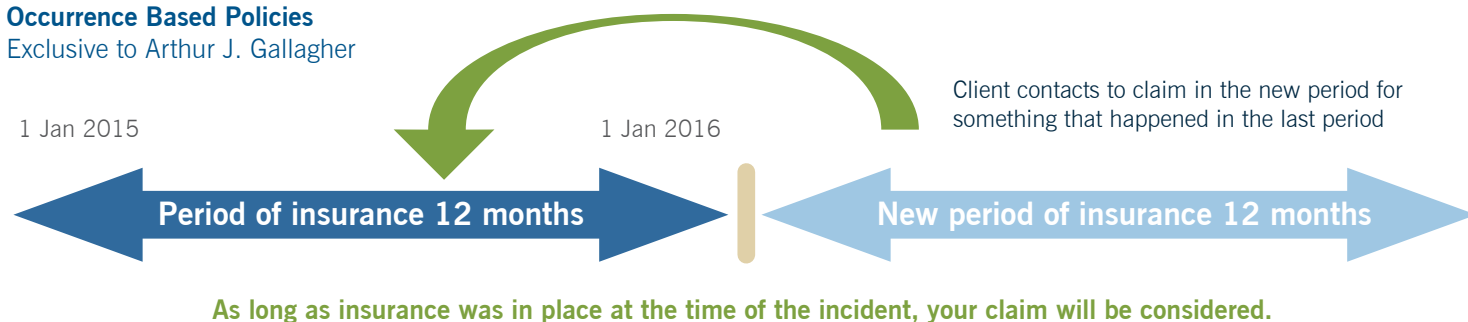 Occurrence Based Policies
Exclusive to Arthur J. Gallagher
Client contacts to claim in the new period for
something that happened in the last period
1 Jan 2015
1 Jan 2016
Period of insurance 12 months
New period of insurance 12 months
As long as insurance was in place at the time of the incident, your claim will be considered.